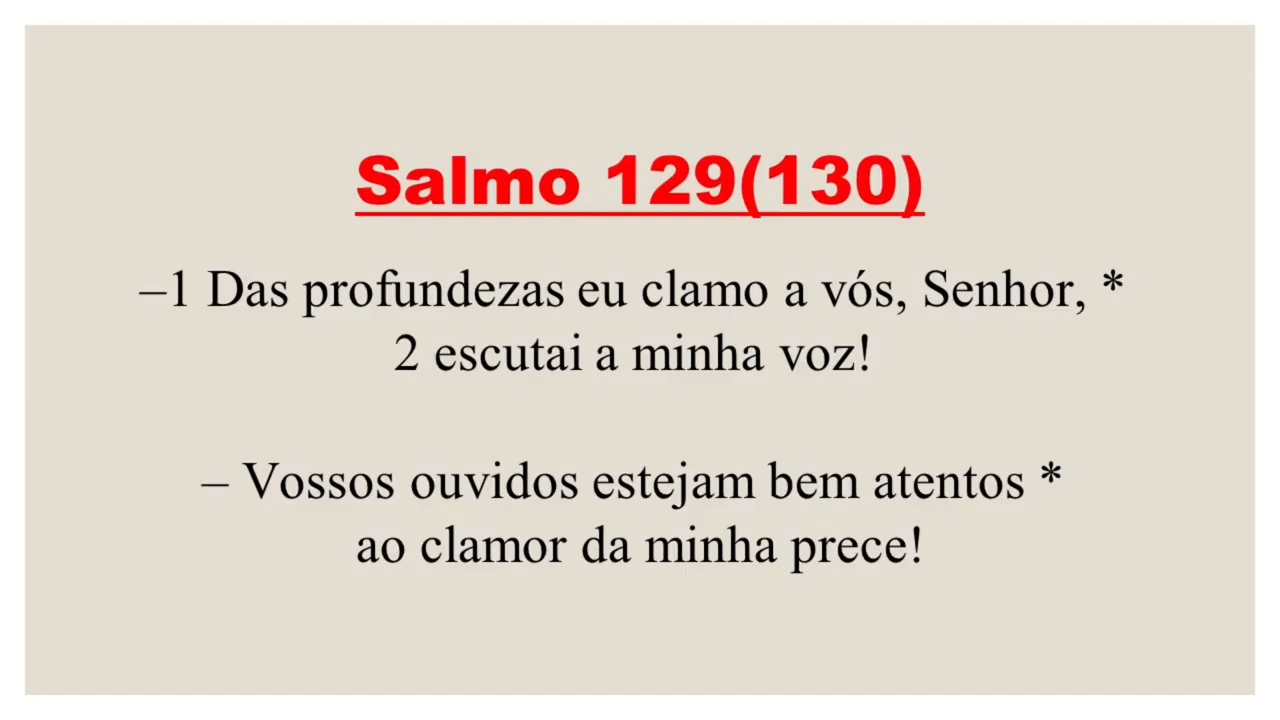 Salmo 129(130)
–1 Das profundezas eu clamo a vós, Senhor, *
2 escutai a minha voz!
– Vossos ouvidos estejam bem atentos *
ao clamor da minha prece!